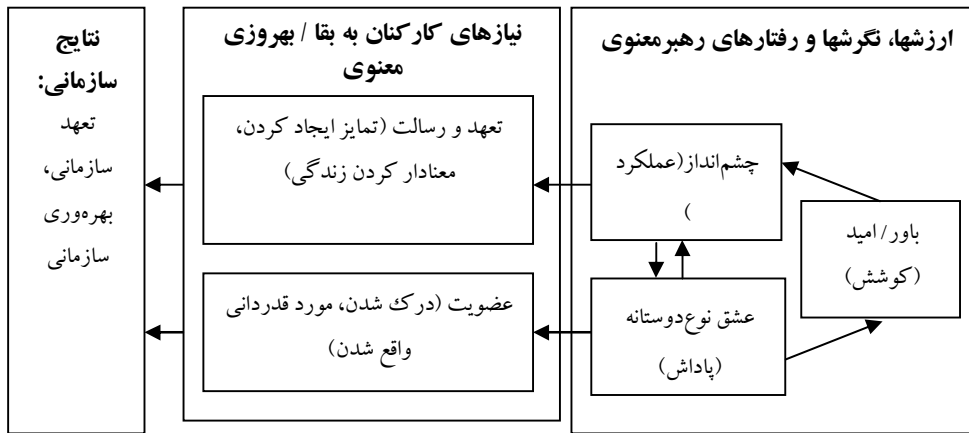 ارزشها، نگرشها و رفتارهای رهبرمعنوی
باور/ امید
(کوشش)
چشم‌انداز(عملکرد
)
عشق نوع‌دوستانه
(پاداش)
نیازهای کارکنان به بقا / بهروزی
معنوی
تعهد و رسالت (تمایز ایجاد کردن،
معنادار کردن زندگی)
عضویت (درک شدن، مورد قدردانی
واقع شدن)
نتایج
سازمانی:
تعهد
سازمانی،
بهره‌وری
سازمانی